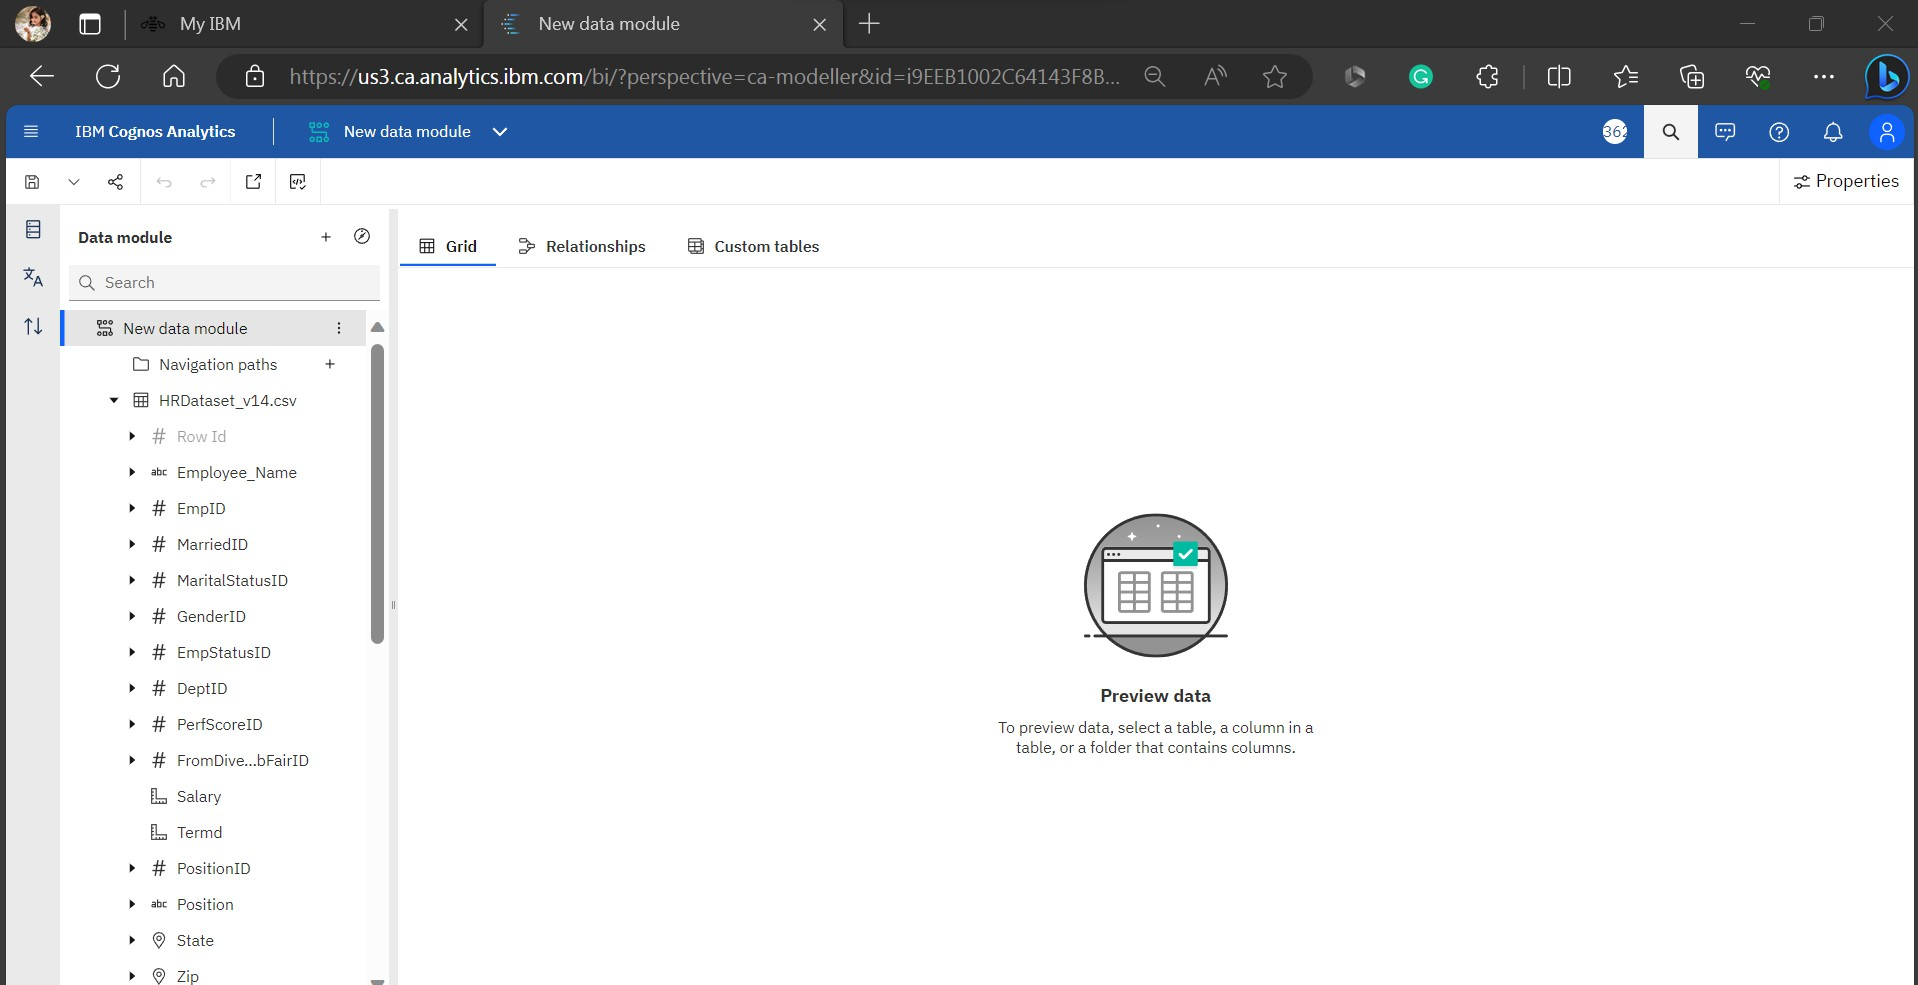 My IBM
New data module
https://us3.ca.analytics.ibm.com/bi/?perspective=ca-modeller&id=i9EEB1002C64143F8B...
IBM Cognos Analytics
New data module
362
Properties
Data module
Search
New data module
Navigation paths
HRDataset_v14.csv
Row Id
abc Employee_Name
EmpID
MarriedID
MaritalStatusID
GenderID
EmpStatusID
DeptID
PerfScoreID
FromDive...bFairID
Salary
Termd
PositionID
abc Position
State
Zip
Grid
Relationships
Custom tables
Preview data
To preview data, select a table, a column in a
table, or a folder that contains columns.